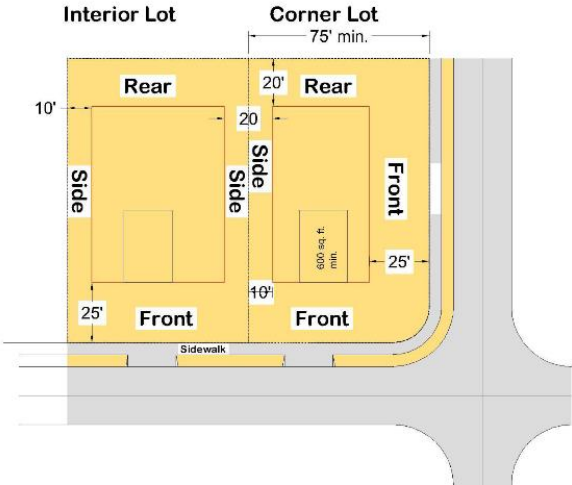 Interior Lot
Corner Lot
75' min.
Rear
20'
Rear
10'
20
Side
Side
Side
Front
600 sq. ft.
min.
25'
10'
25'
Front
Front
Sidewalk